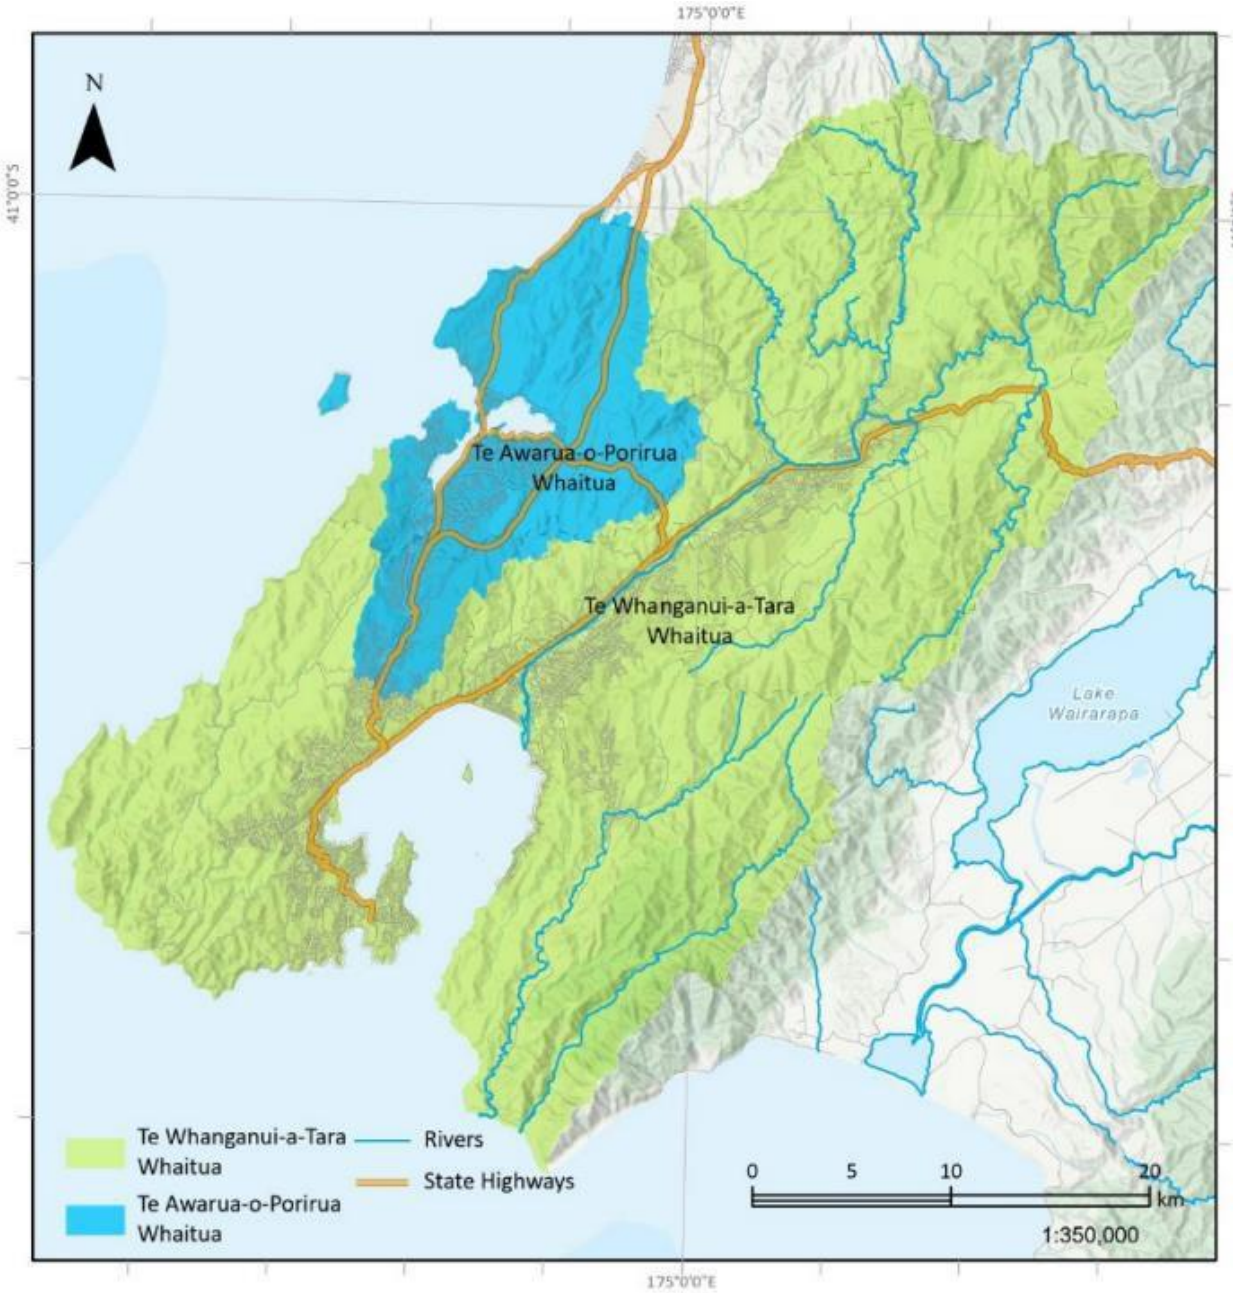 175°0'0"E
N
41°0'0"S
Te Awarua-o-Porirua
Whaitua
Te Whanganui-a-Tara
Whaitua
Lake
Wairarapa
Te Whanganui-a-Tara
Whaitua
Te Awarua-o-Porirua
Whaitua
Rivers
State Highways
0 5 10 20
km
1:350,000
175°0'0"E